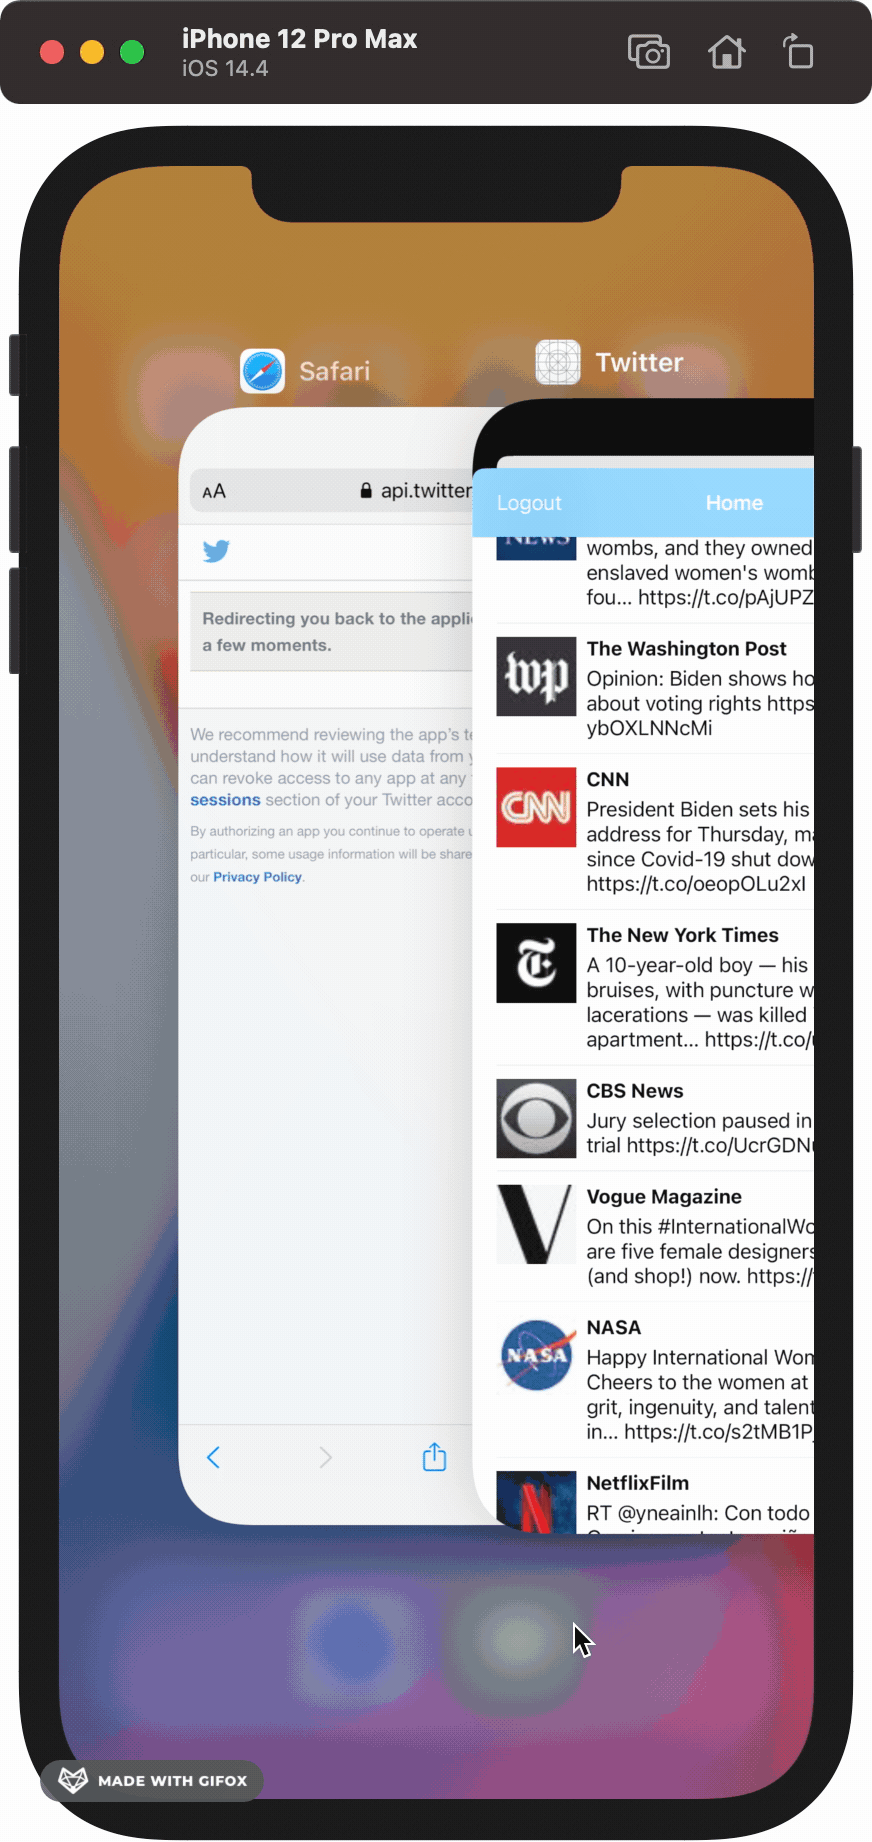 iPhone 12 Pro Max
iOS 14.4
Safari
Twitter
AA
api.twitter
Redirecting you back to the appli
a few moments.
We recommend reviewing the app's te
understand how it will use data from y
can revoke access to any app at any
sessions section of your Twitter acco
By authorizing an app you continue to operate u
particular, some usage information will be share
our Privacy Policy.
Logout
Home
NEWS
wombs, and they owned
enslaved women's womb
fou... https://t.co/pAjUPZ
wp
The Washington Post
Opinion: Biden shows ho
about voting rights https
ybOXLNNcMi
CNN
CNN
President Biden sets his
address for Thursday, ma
since Covid-19 shut dow
https://t.co/oeopOLu2xI
T
The New York Times
A 10-year-old boy — his
bruises, with puncture w
lacerations — was killed
apartment... https://t.co/
CBS News
Jury selection paused in
trial https://t.co/UcrGDN
V
Vogue Magazine
On this #InternationalWo
are five female designers
(and shop!) now. https://
NASA
NASA
Happy International Wom
Cheers to the women at
grit, ingenuity, and talent
in... https://t.co/s2tMB1P
N
NetflixFilm
RT @yneainlh: Con todo
MADE WITH GIFOX